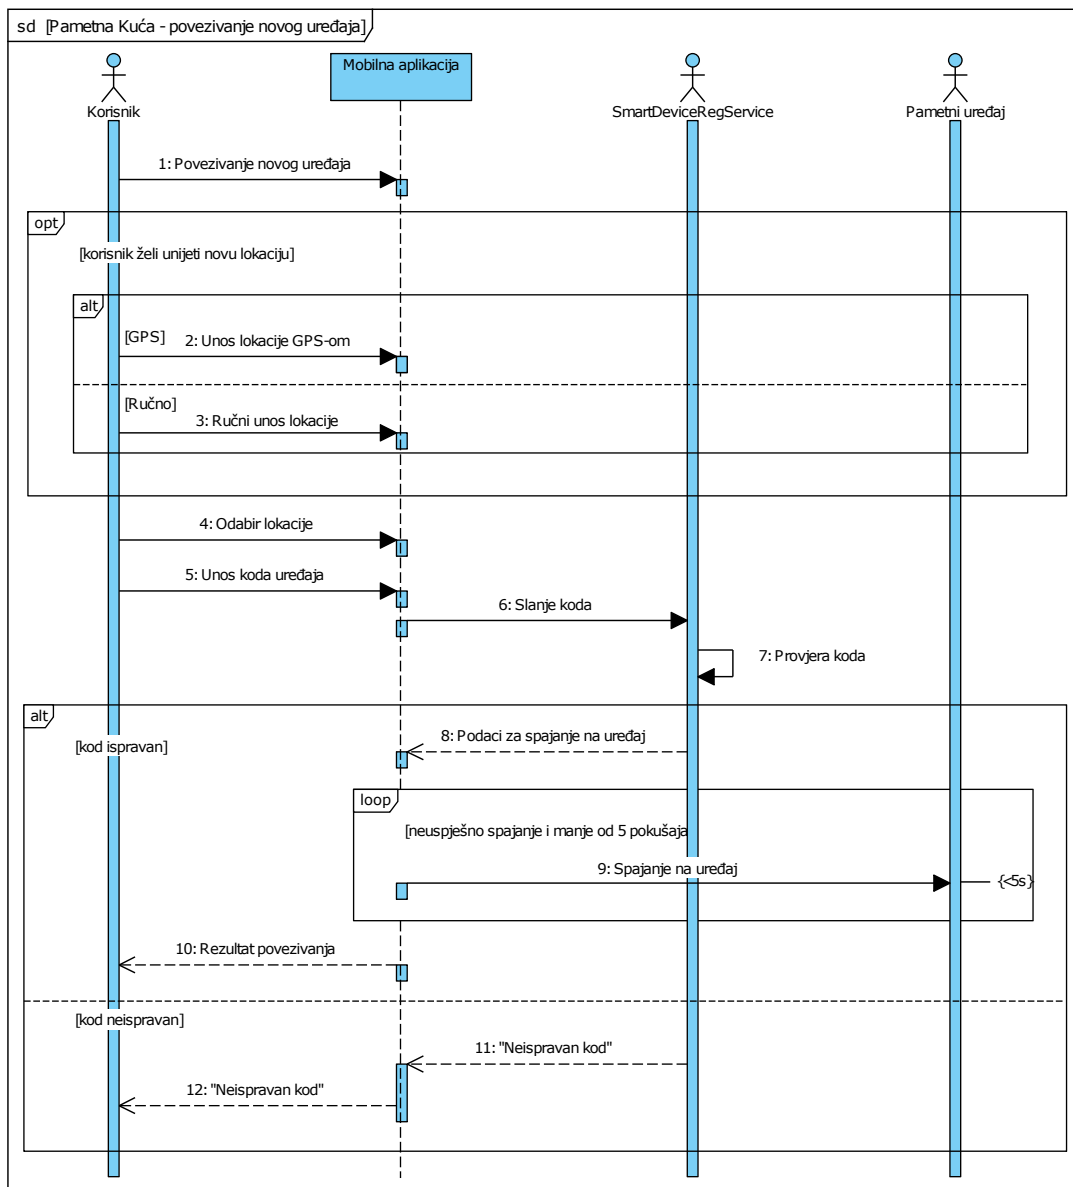 sd [Pametna Kuća - povezivanje novog uređaja]
Korisnik
Mobilna aplikacija
SmartDeviceRegService
Pametni uređaj
1: Povezivanje novog uređaja
opt
[korisnik želi unijeti novu lokaciju]
alt
[GPS]
2: Unos lokacije GPS-om
[Ručno]
3: Ručni unos lokacije
4: Odabir lokacije
5: Unos koda uređaja
6: Slanje koda
7: Provjera koda
alt
[kod ispravan]
8: Podaci za spajanje na uređaj
loop
[neuspješno spajanje i manje od 5 pokušaja
9: Spajanje na uređaj
{<5s}
10: Rezultat povezivanja
[kod neispravan]
11: "Neispravan kod"
12: "Neispravan kod"